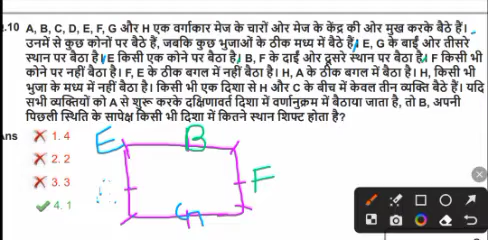 .10 A, B, C, D, E, F, G और H एक वर्गाकार मेज के चारों ओर मेज के केंद्र की ओर मुख करके बैठे हैं।
उनमें से कुछ कोनों पर बैठे हैं, जबकि कुछ भुजाओं के ठीक मध्य में बैठे हैं। E, G के बाईं ओर तीसरे
स्थान पर बैठा है। E किसी एक कोने पर बैठा है। B, F के दाईं ओर दूसरे स्थान पर बैठा है। F किसी भी
कोने पर नहीं बैठा है। F, E के ठीक बगल में नहीं बैठा है। H, A के ठीक बगल में बैठा है। H, किसी भी
भुजा के मध्य में नहीं बैठा है। किसी भी एक दिशा से H और C के बीच में केवल तीन व्यक्ति बैठे हैं। यदि
सभी व्यक्तियों को A से शुरू करके दक्षिणावर्त दिशा में वर्णानुक्रम में बैठाया जाता है, तो B, अपनी
पिछली स्थिति के सापेक्ष किसी भी दिशा में कितने स्थान शिफ्ट होता है?
Ans 1. 4
2. 2
3. 3
4. 1
E B
F
G